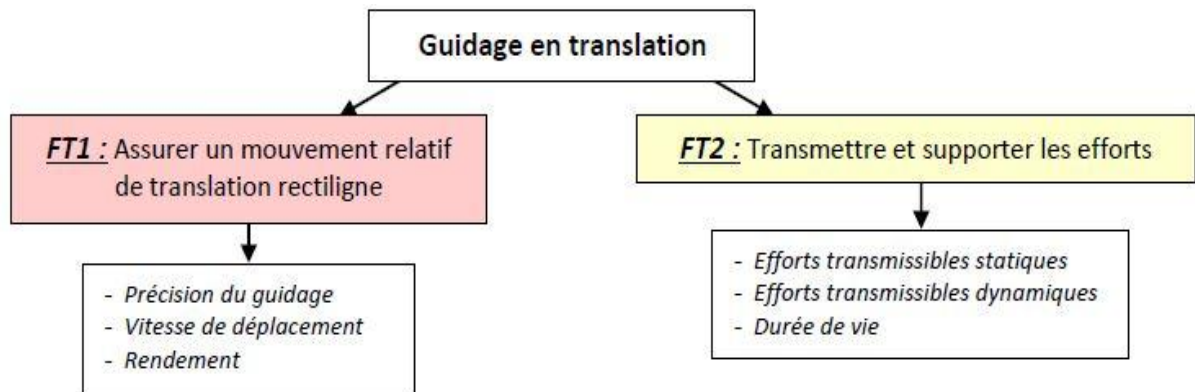 Guidage en translation
FT1 : Assurer un mouvement relatif
de translation rectiligne
- Précision du guidage
- Vitesse de déplacement
- Rendement
FT2 : Transmettre et supporter les efforts
- Efforts transmissibles statiques
- Efforts transmissibles dynamiques
- Durée de vie